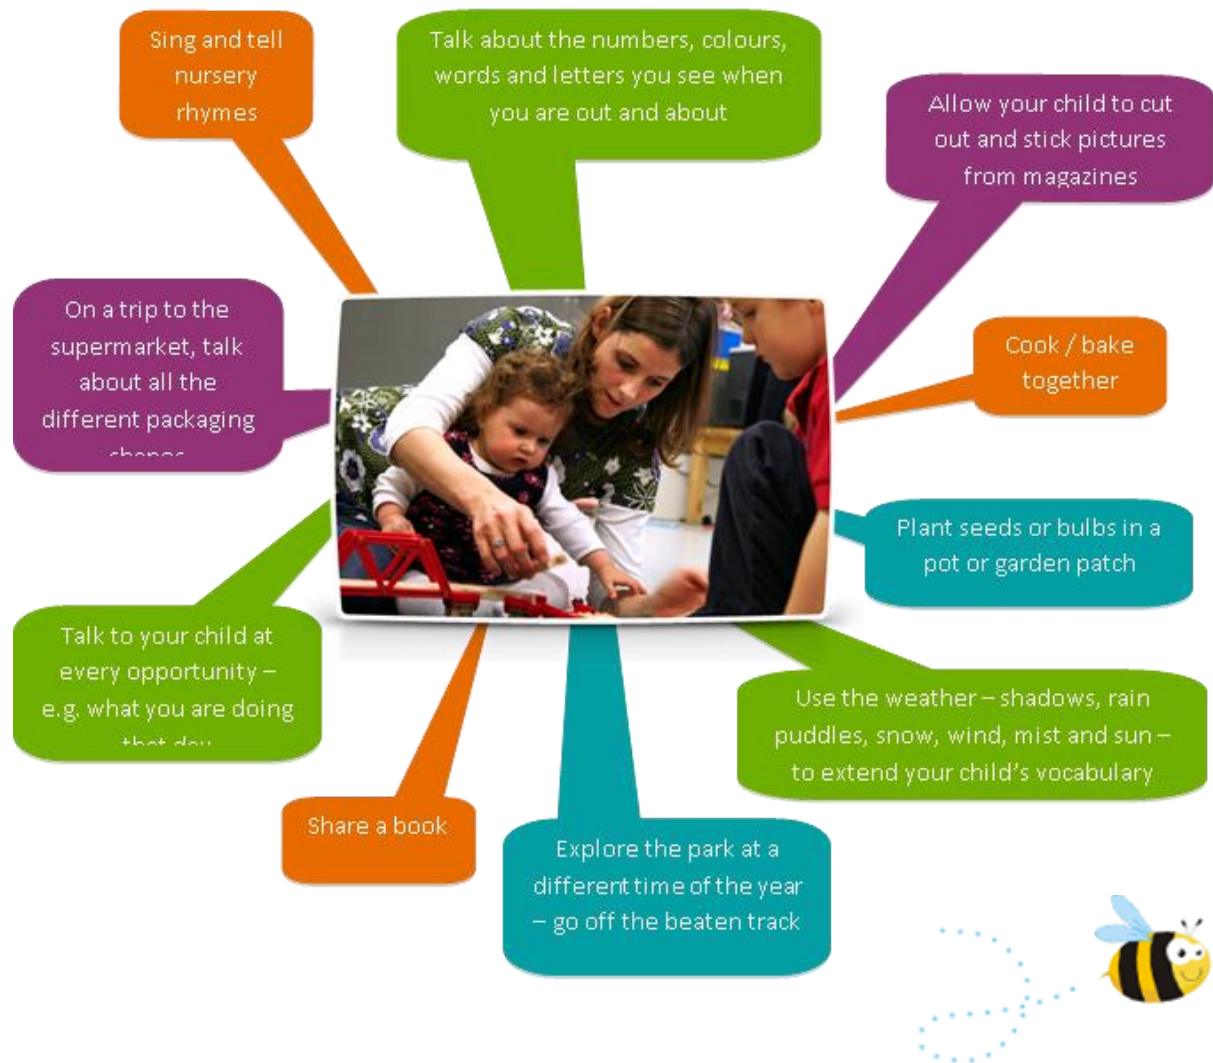 Sing and tell
nursery
rhymes
Talk about the numbers, colours,
words and letters you see when
you are out and about
Allow your child to cut
out and stick pictures
from magazines
On a trip to the
supermarket, talk
about all the
different packaging
shapes
Cook / bake
together
Plant seeds or bulbs in a
pot or garden patch
Talk to your child at
every opportunity –
e.g. what you are doing
that day
Use the weather – shadows, rain
puddles, snow, wind, mist and sun –
to extend your child's vocabulary
Share a book
Explore the park at a
different time of the year
– go off the beaten track